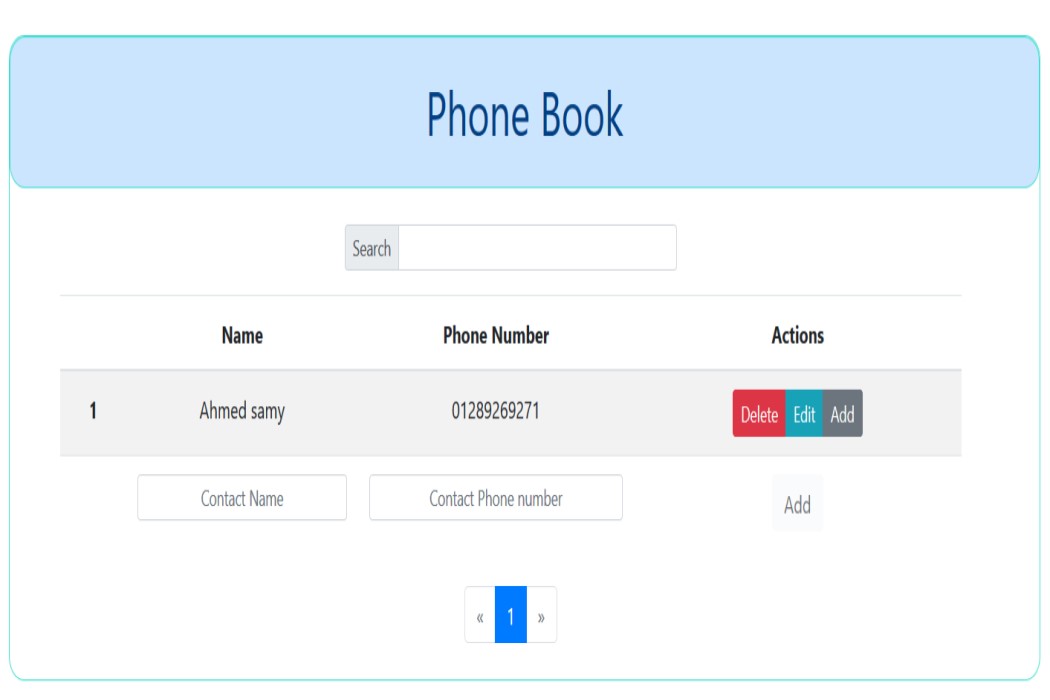 Phone Book
Search
Name Phone Number Actions
1 Ahmed samy 01289269271 Delete Edit Add
Contact Name Contact Phone number Add
« 1 »